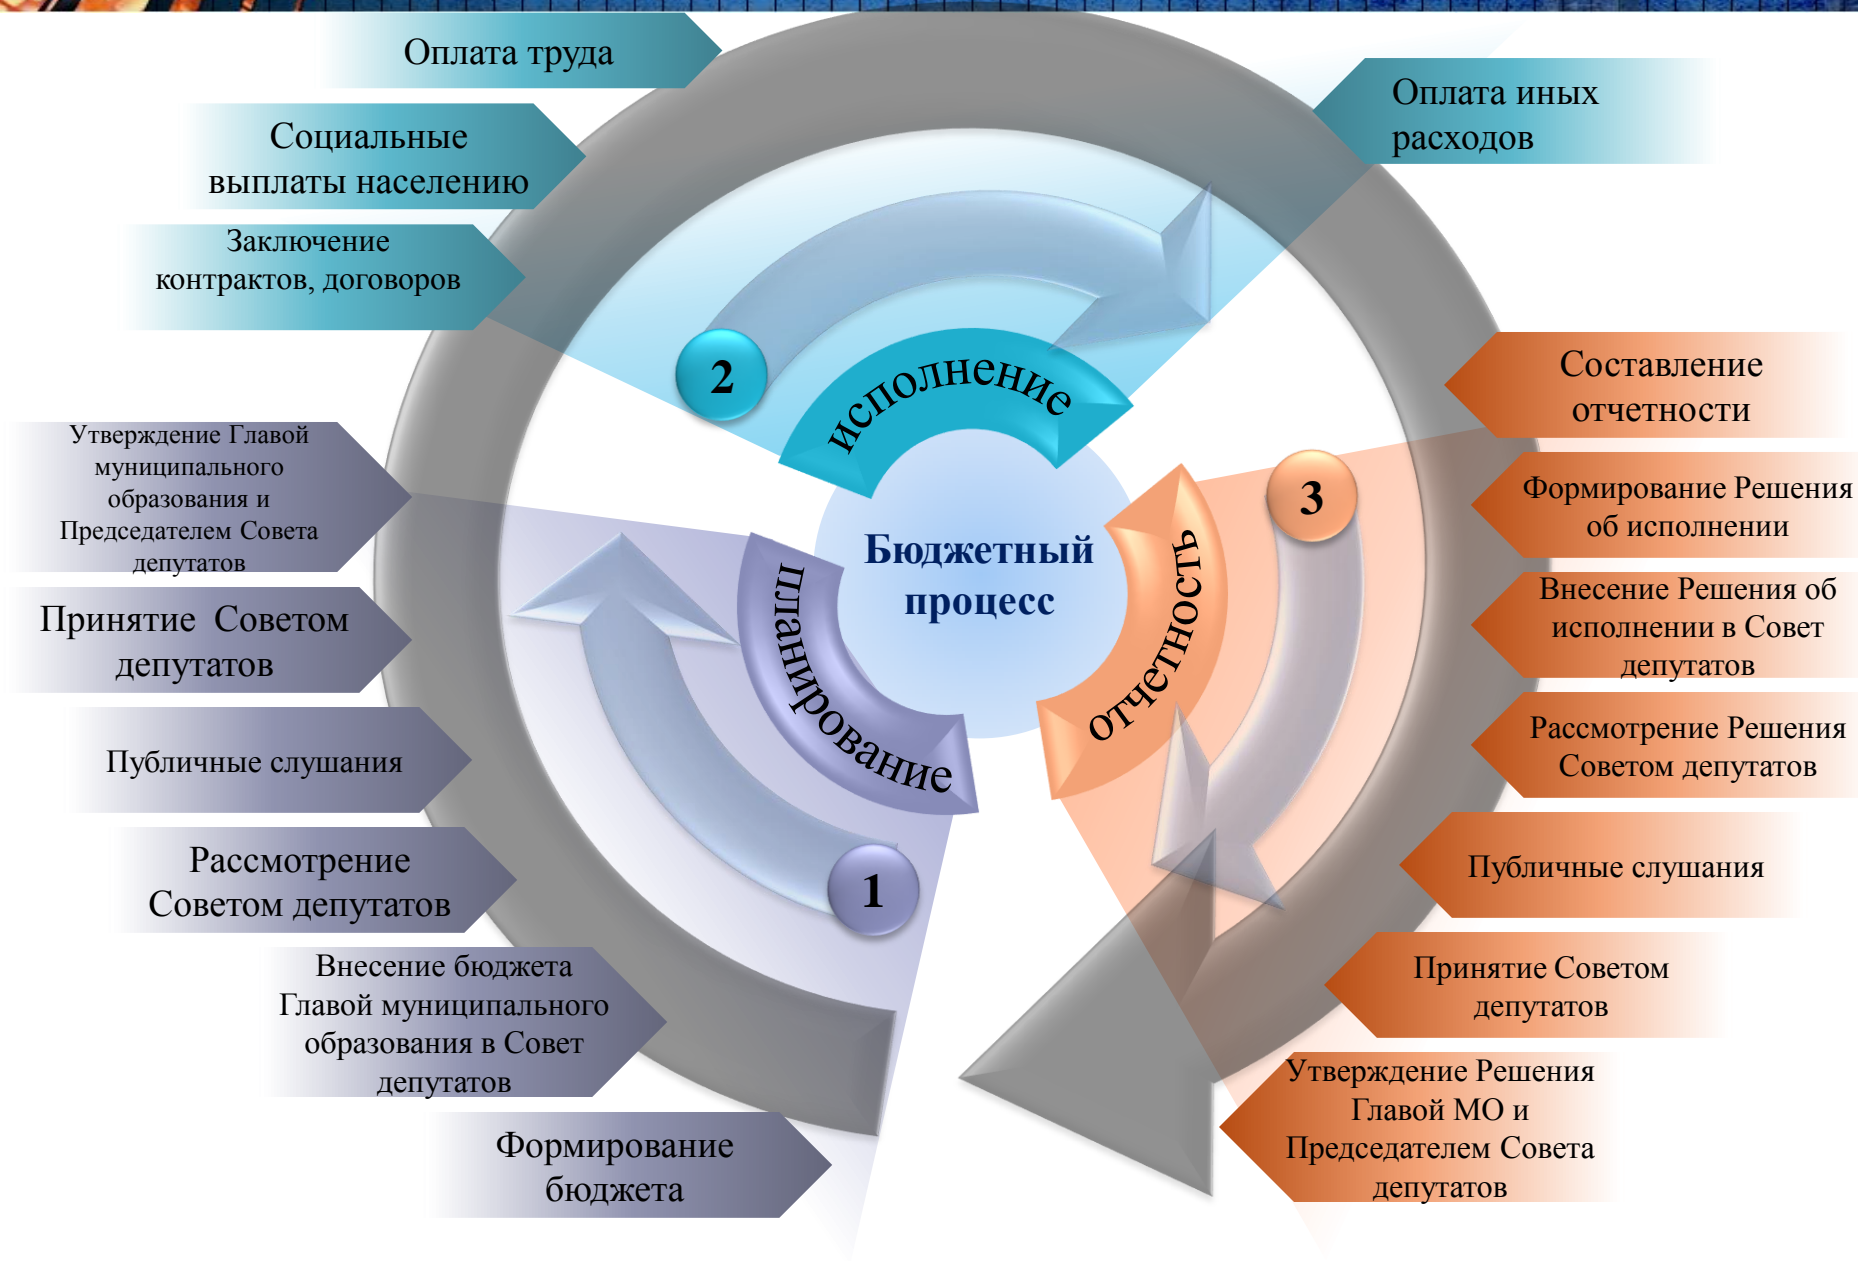 Оплата труда
Социальные
выплаты населению
Заключение
контрактов, договоров
Оплата иных
расходов
2
исполнение
Утверждение Главой
муниципального
образования и
Председателем Совета
депутатов
Принятие Советом
депутатов
Публичные слушания
Рассмотрение
Советом депутатов
Внесение бюджета
Главой муниципального
образования в Совет
депутатов
Формирование
бюджета
1
планирование
Бюджетный
процесс
3
отчетность
Составление
отчетности
Формирование Решения
об исполнении
Внесение Решения об
исполнении в Совет
депутатов
Рассмотрение Решения
Советом депутатов
Публичные слушания
Принятие Советом
депутатов
Утверждение Решения
Главой МО и
Председателем Совета
депутатов